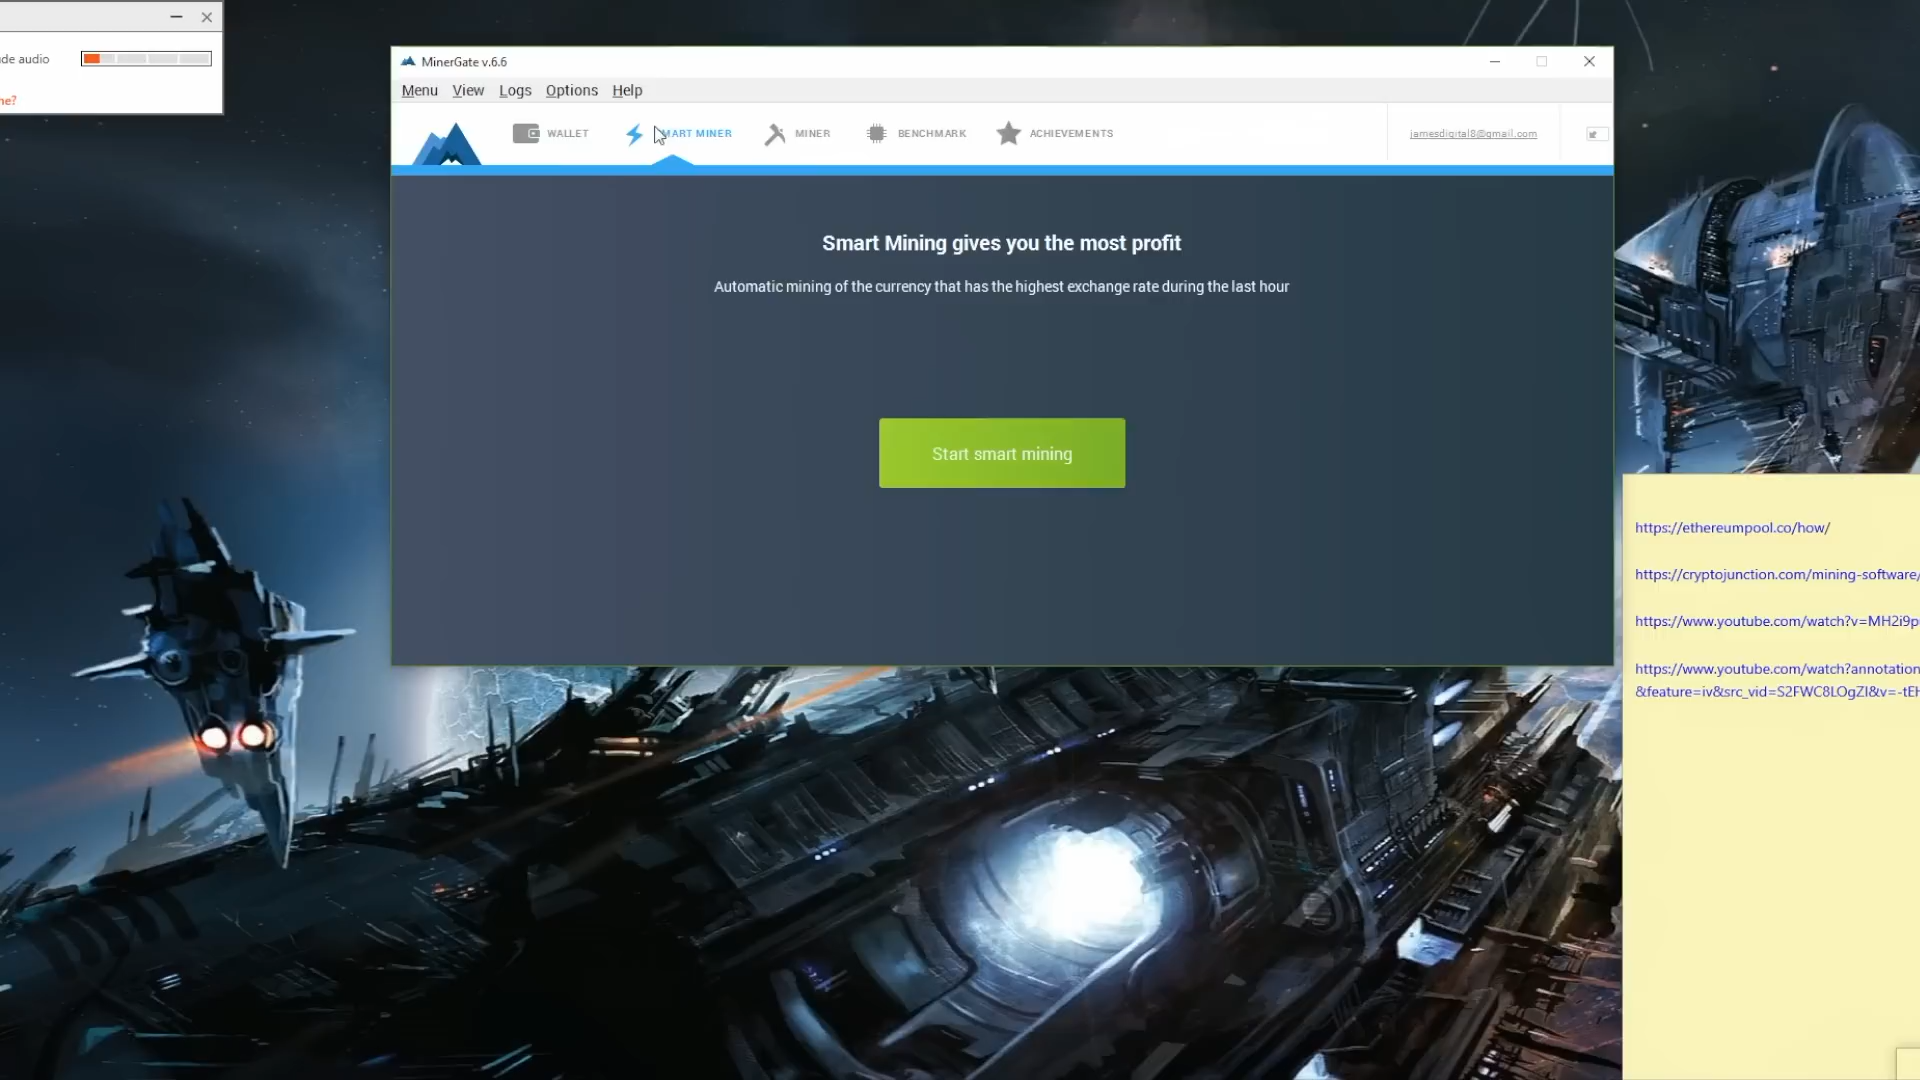 de audio
ne?
MinerGate v.6.6
Menu View Logs Options Help
WALLET MART MINER MINER BENCHMARK ACHIEVEMENTS jamesdigital8@gmail.com
Smart Mining gives you the most profit
Automatic mining of the currency that has the highest exchange rate during the last hour
Start smart mining
https://ethereumpool.co/how/
https://cryptojunction.com/mining-software/
https://www.youtube.com/watch?v=MH2i9p
https://www.youtube.com/watch?annotation
&feature=iv&src_vid=S2FWC8LOgZI&v=-tE